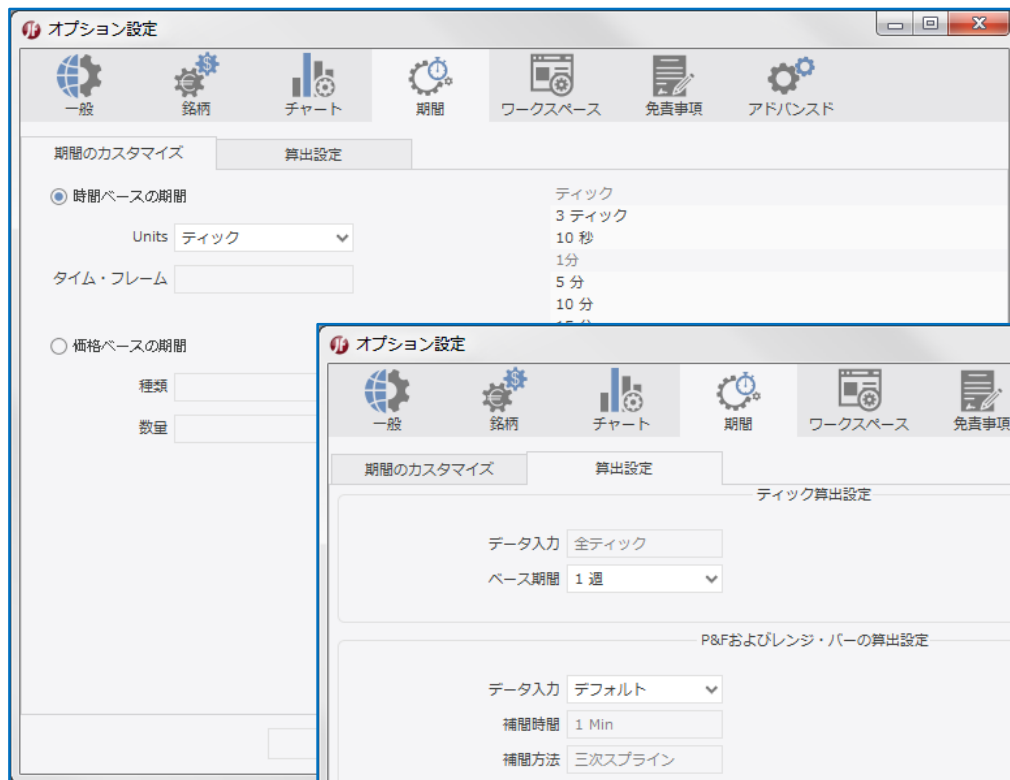 オプション設定
一般 銘柄 チャート 期間 ワークスペース 免責事項 アドバンスド
期間のカスタマイズ 算出設定
時間ベースの期間
Units ティック
タイム・フレーム
ティック
3 ティック
10 秒
1分
5 分
10 分
価格ベースの期間
種類
数量
オプション設定
一般 銘柄 チャート 期間 ワークスペース 免責事項
期間のカスタマイズ 算出設定
ティック算出設定
データ入力 全ティック
ベース期間 1 週
P&Fおよびレンジ・バーの算出設定
データ入力 デフォルト
補間時間 1 Min
補間方法 三次スプライン